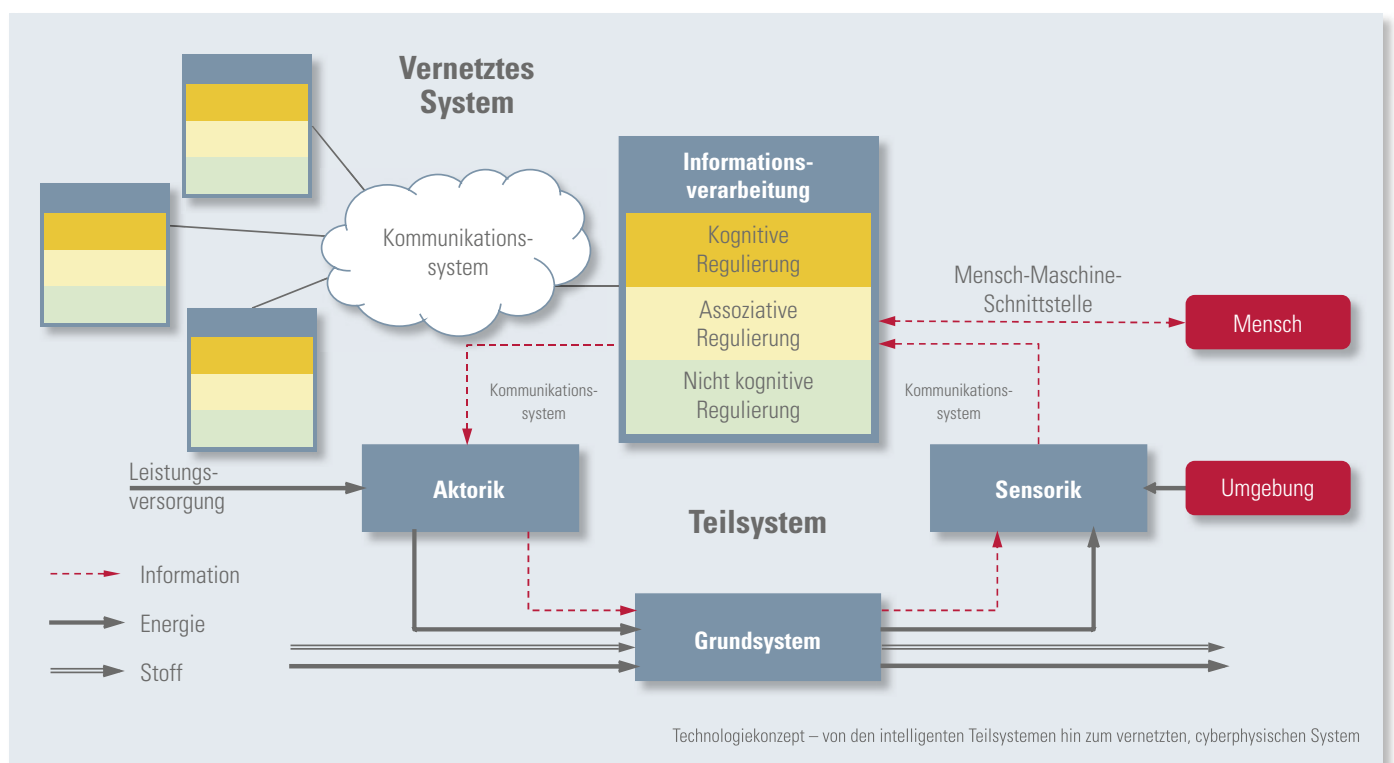 Vernetztes
System
Informations-
verarbeitung
Kognitive
Regulierung
Kommunikations-
system
Assoziative
Regulierung
Nicht kognitive
Regulierung
Mensch-Maschine-
Schnittstelle
Mensch
Kommunikations-
system
Kommunikations-
system
Leistungs-
versorgung
Aktorik
Sensorik
Umgebung
Teilsystem
Information
Energie
Stoff
Grundsystem
Technologiekonzept – von den intelligenten Teilsystemen hin zum vernetzten, cyberphysischen System